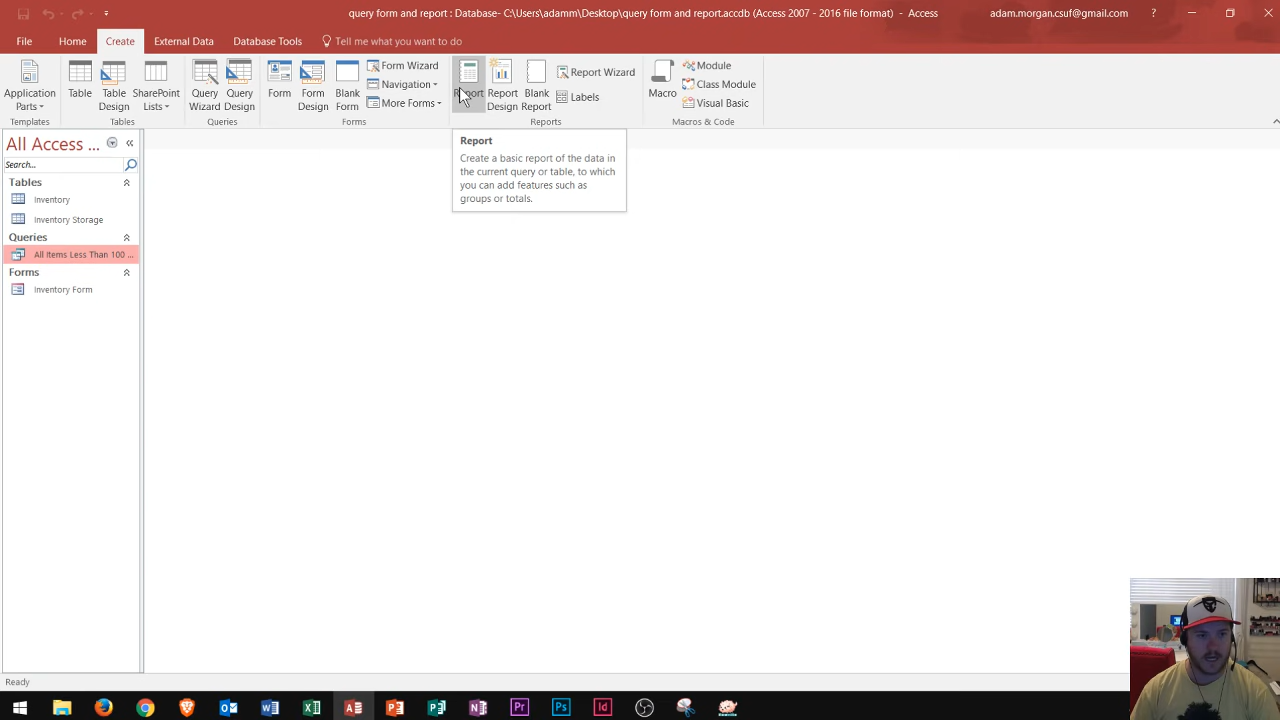 query form and report : Database- C:\Users\adamm\Desktop\query form and report.accdb (Access 2007 - 2016 file format) - Access
adam.morgan.csuf@gmail.com
?
File
Home
Create
External Data
Database Tools
Tell me what you want to do
Application Parts
Table
Table Design
SharePoint Lists
Query Wizard
Query Design
Form
Form Design
Blank Form
Form Wizard
Navigation
More Forms
Report
Report Design
Blank Report
Report Wizard
Labels
Macro
Module
Class Module
Visual Basic
Templates
Tables
Queries
Forms
Reports
Macros & Code
All Access ...
Search...
Tables
Inventory
Inventory Storage
Queries
All Items Less Than 100 ...
Forms
Inventory Form
Report
Create a basic report of the data in
the current query or table, to which
you can add features such as
groups or totals.
Ready